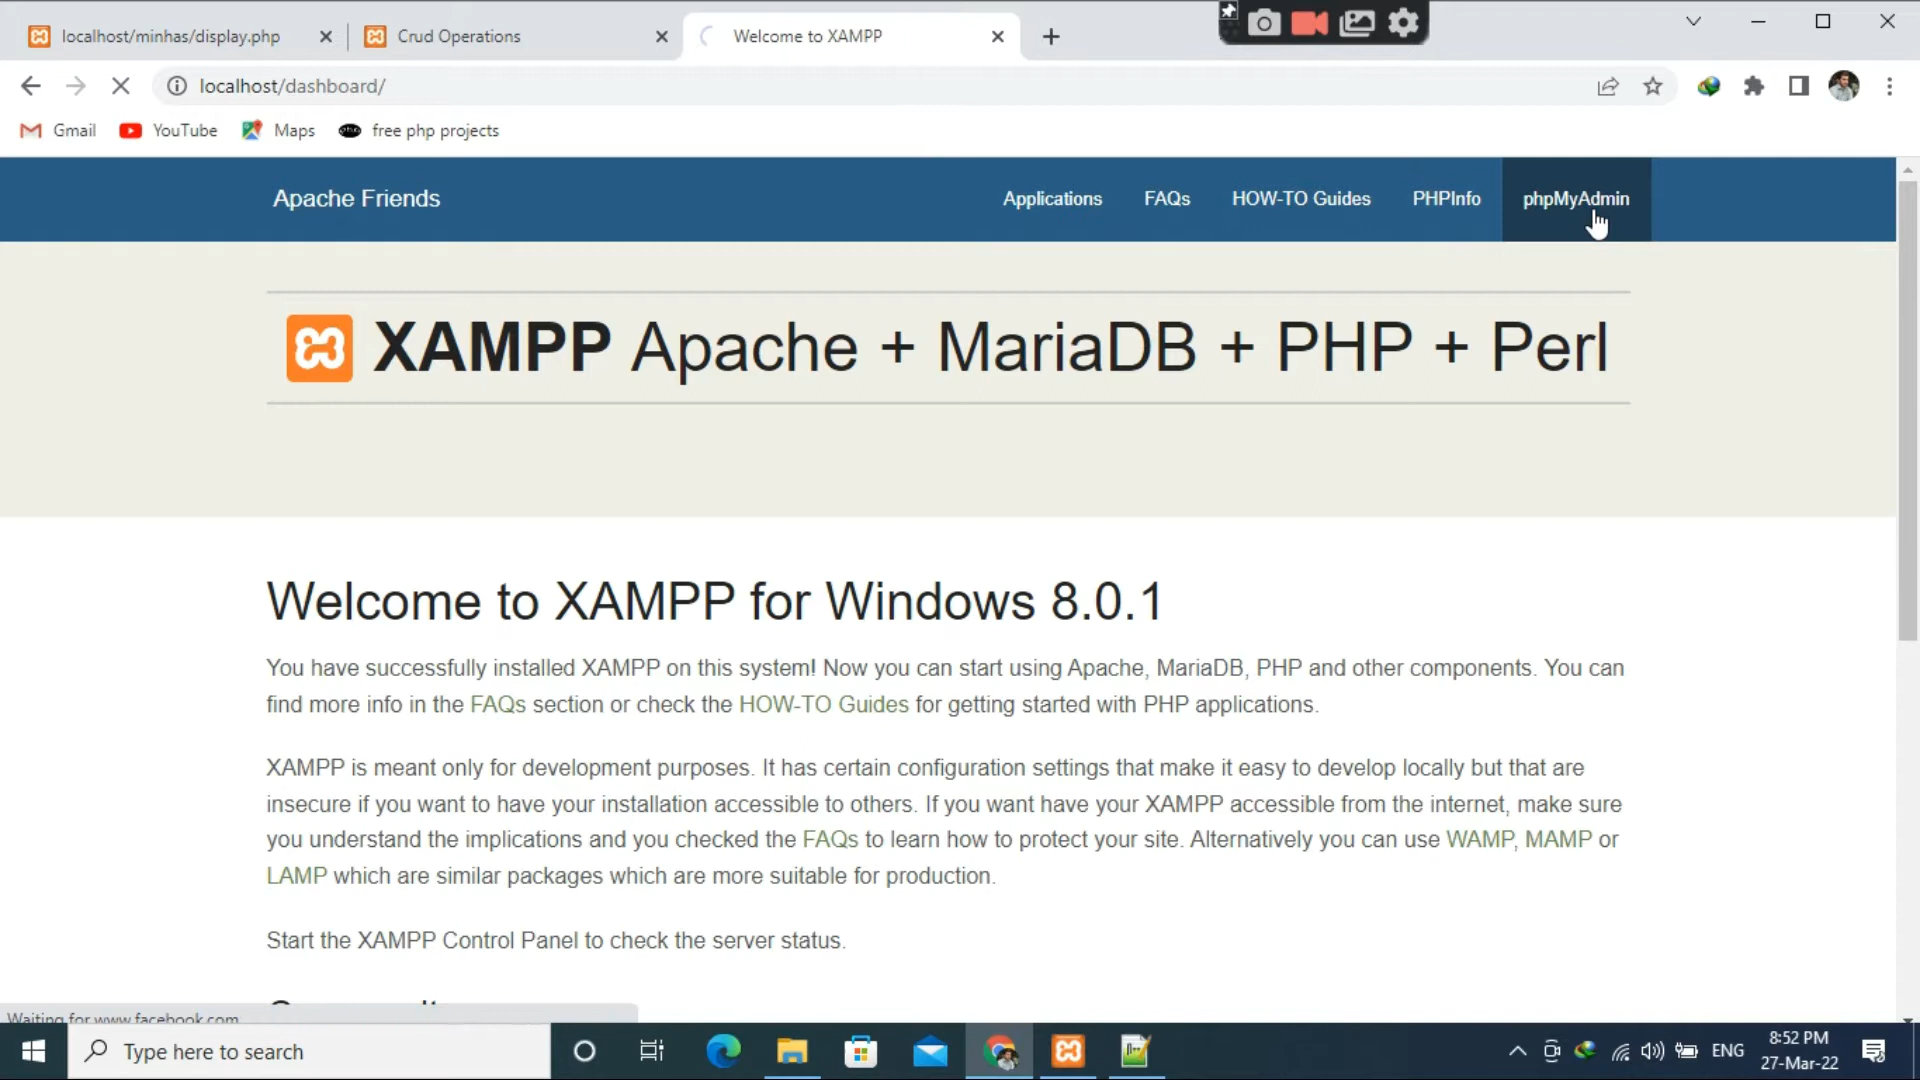 localhost/minhas/display.php
Crud Operations
Welcome to XAMPP
localhost/dashboard/
Gmail
YouTube
Maps
free php projects
Apache Friends
Applications
FAQs
HOW-TO Guides
PHPInfo
phpMyAdmin
XAMPP Apache + MariaDB + PHP + Perl
Welcome to XAMPP for Windows 8.0.1
You have successfully installed XAMPP on this system! Now you can start using Apache, MariaDB, PHP and other components. You can
find more info in the FAQs section or check the HOW-TO Guides for getting started with PHP applications.
XAMPP is meant only for development purposes. It has certain configuration settings that make it easy to develop locally but that are
insecure if you want to have your installation accessible to others. If you want have your XAMPP accessible from the internet, make sure
you understand the implications and you checked the FAQs to learn how to protect your site. Alternatively you can use WAMP, MAMP or
LAMP which are similar packages which are more suitable for production.
Start the XAMPP Control Panel to check the server status.
Waiting for www.facebook.com
Type here to search
ENG
8:52 PM
27-Mar-22